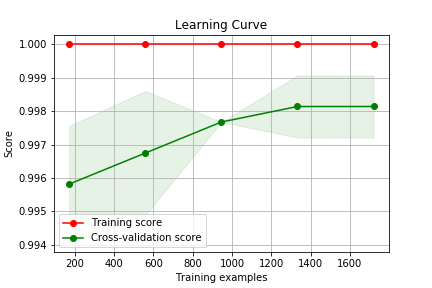 Learning Curve
1.000
0.999
0.998
0.997
0.996
0.995
0.994
Score
Training score
Cross-validation score
200 400 600 800 1000 1200 1400 1600
Training examples